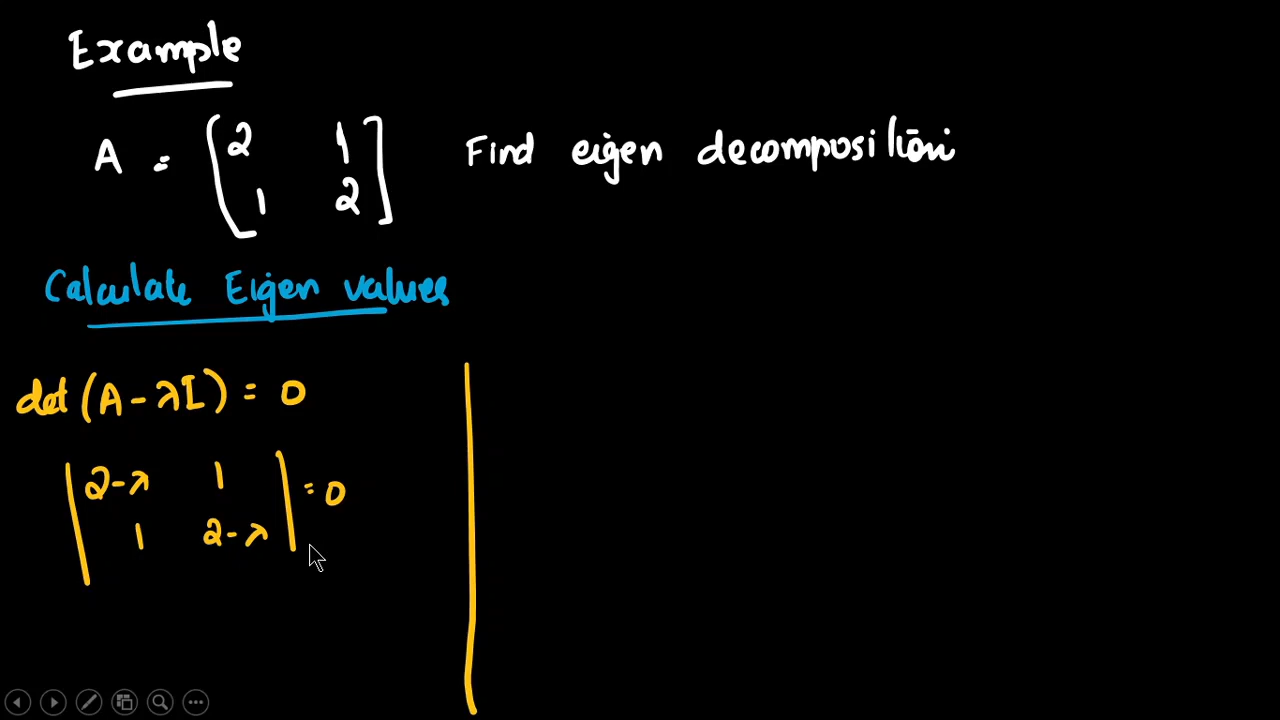 Example
A = [2 1
1 2] Find eigen decomposition
Calculate Eigen values
det (A - λI) = 0
|2-λ 1
1 2-λ| = 0